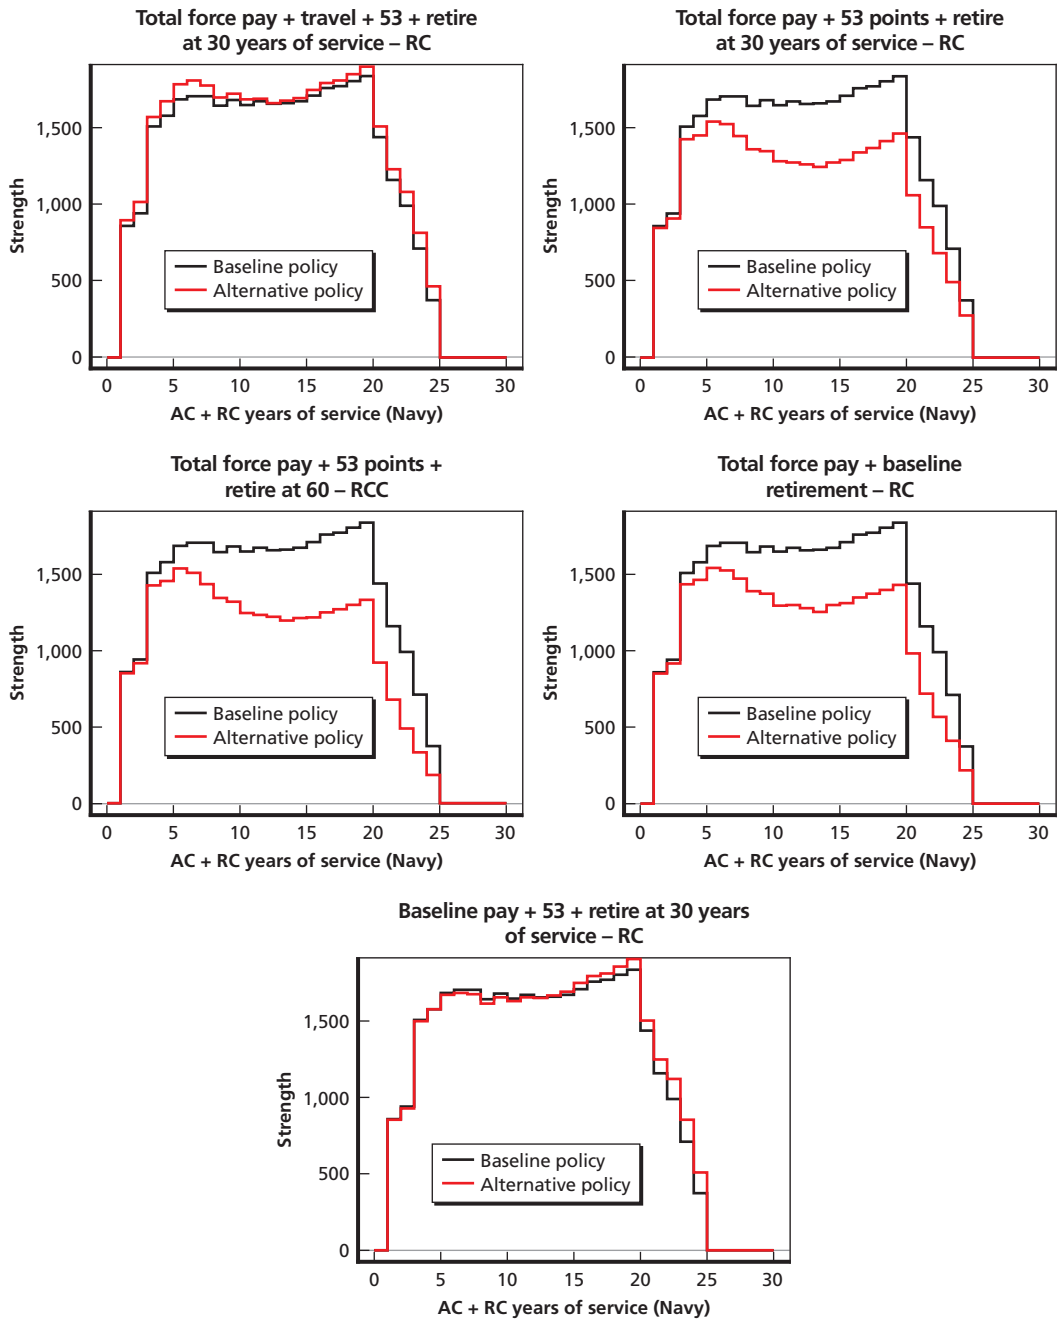 Total force pay + travel + 53 + retire
at 30 years of service – RC
Strength
1,500
1,000
500
0
Baseline policy
Alternative policy
0 5 10 15 20 25 30
AC + RC years of service (Navy)
Total force pay + 53 points + retire
at 30 years of service – RC
Strength
1,500
1,000
500
0
Baseline policy
Alternative policy
0 5 10 15 20 25 30
AC + RC years of service (Navy)
Total force pay + 53 points +
retire at 60 – RCC
Strength
1,500
1,000
500
0
Baseline policy
Alternative policy
0 5 10 15 20 25 30
AC + RC years of service (Navy)
Total force pay + baseline
retirement – RC
Strength
1,500
1,000
500
0
Baseline policy
Alternative policy
0 5 10 15 20 25 30
AC + RC years of service (Navy)
Baseline pay + 53 + retire at 30 years
of service – RC
Strength
1,500
1,000
500
0
Baseline policy
Alternative policy
0 5 10 15 20 25 30
AC + RC years of service (Navy)